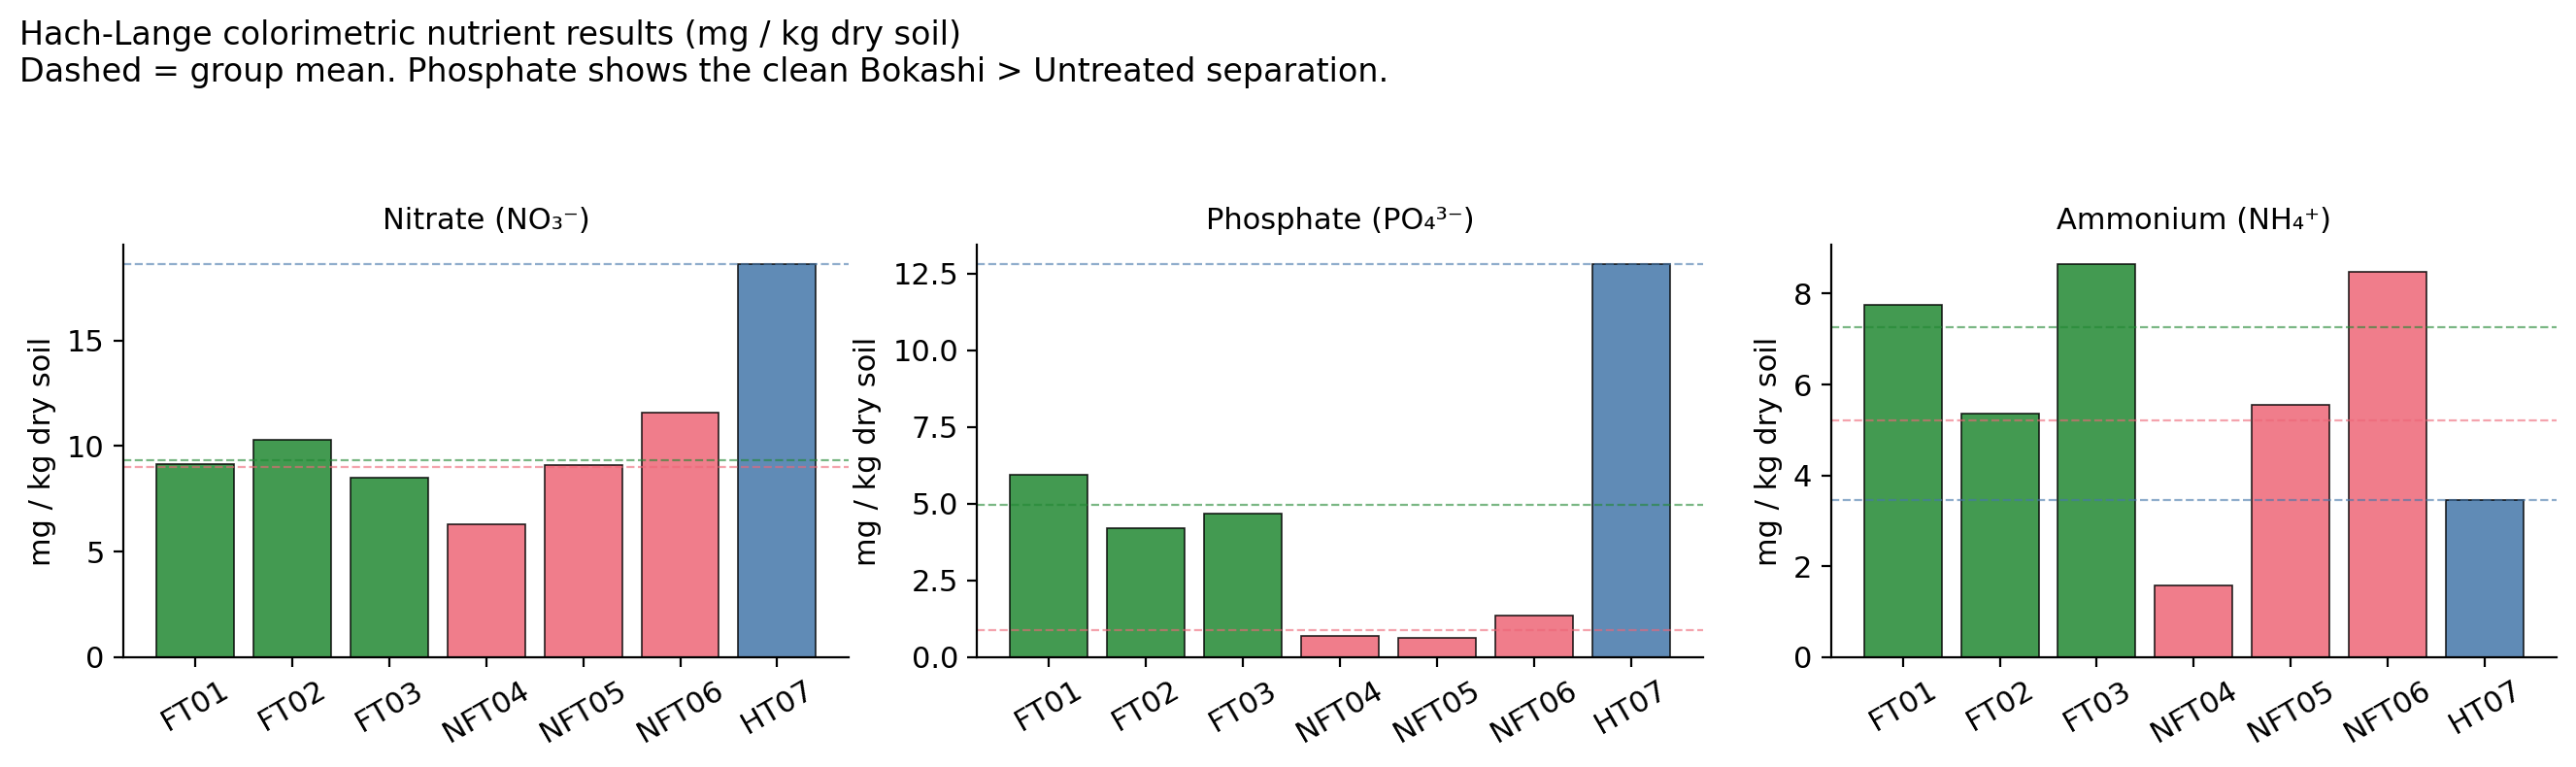 Hach-Lange colorimetric nutrient results (mg / kg dry soil)
Dashed = group mean. Phosphate shows the clean Bokashi > Untreated separation.
Nitrate (NO₃⁻)
mg / kg dry soil
15
10
5
0
FT01
FT02
FT03
NFT04
NFT05
NFT06
HT07
Phosphate (PO₄³⁻)
mg / kg dry soil
12.5
10.0
7.5
5.0
2.5
0.0
FT01
FT02
FT03
NFT04
NFT05
NFT06
HT07
Ammonium (NH₄⁺)
mg / kg dry soil
8
6
4
2
0
FT01
FT02
FT03
NFT04
NFT05
NFT06
HT07